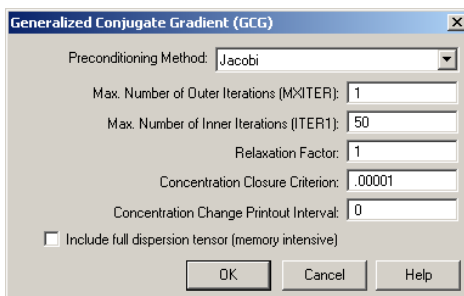 Generalized Conjugate Gradient (GCG)
Preconditioning Method: Jacobi
Max. Number of Outer Iterations (MXITER): 1
Max. Number of Inner Iterations (ITER1): 50
Relaxation Factor: 1
Concentration Closure Criterion: .00001
Concentration Change Printout Interval: 0
Include full dispersion tensor (memory intensive)
OK Cancel Help